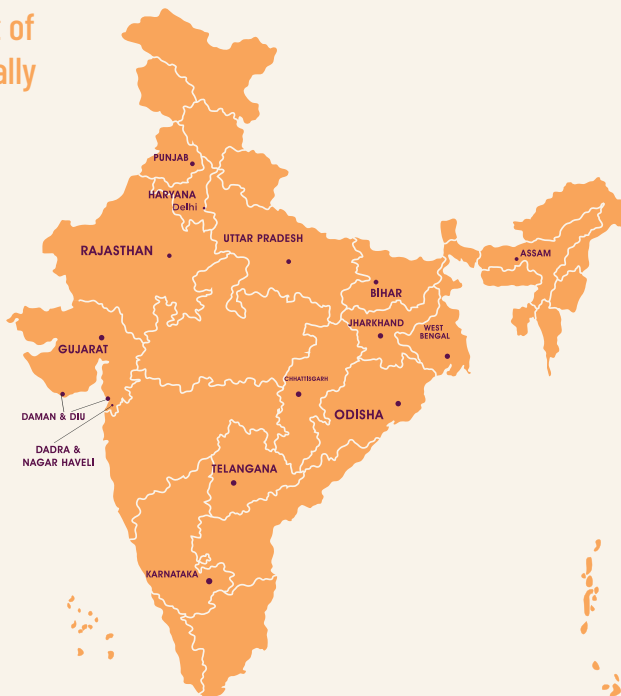 of
ally
PUNJAB
HARYANA
Delhi
RAJASTHAN
UTTAR PRADESH
ASSAM
BIHAR
JHARKHAND
WEST
BENGAL
GUJARAT
CHHATTISGARH
ODISHA
DAMAN & DIU
DADRA &
NAGAR HAVELI
TELANGANA
KARNATAKA